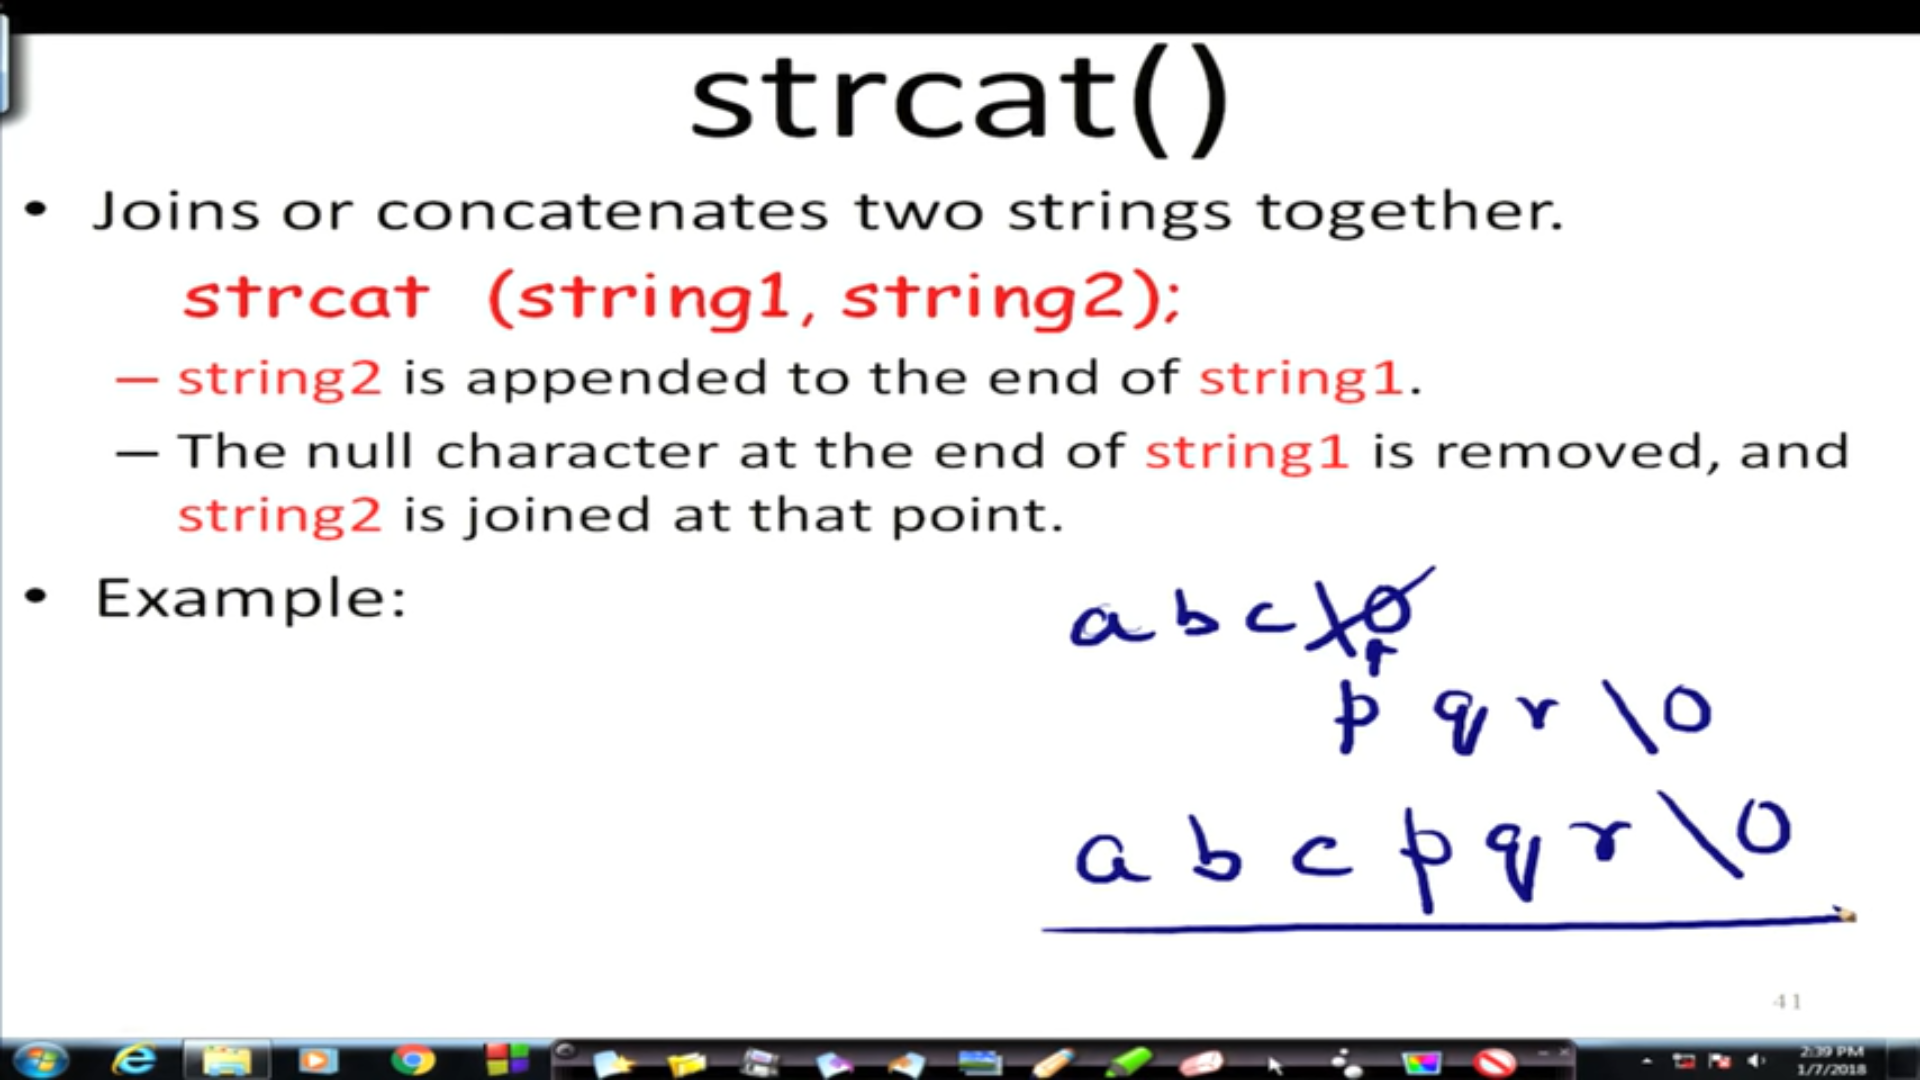 strcat()
• Joins or concatenates two strings together.
strcat (string1, string2);
– string2 is appended to the end of string1.
– The null character at the end of string1 is removed, and
string2 is joined at that point.
• Example:
a b c \0
p q r \0
a b c p q r \0
41
2:39 PM
1/7/2018